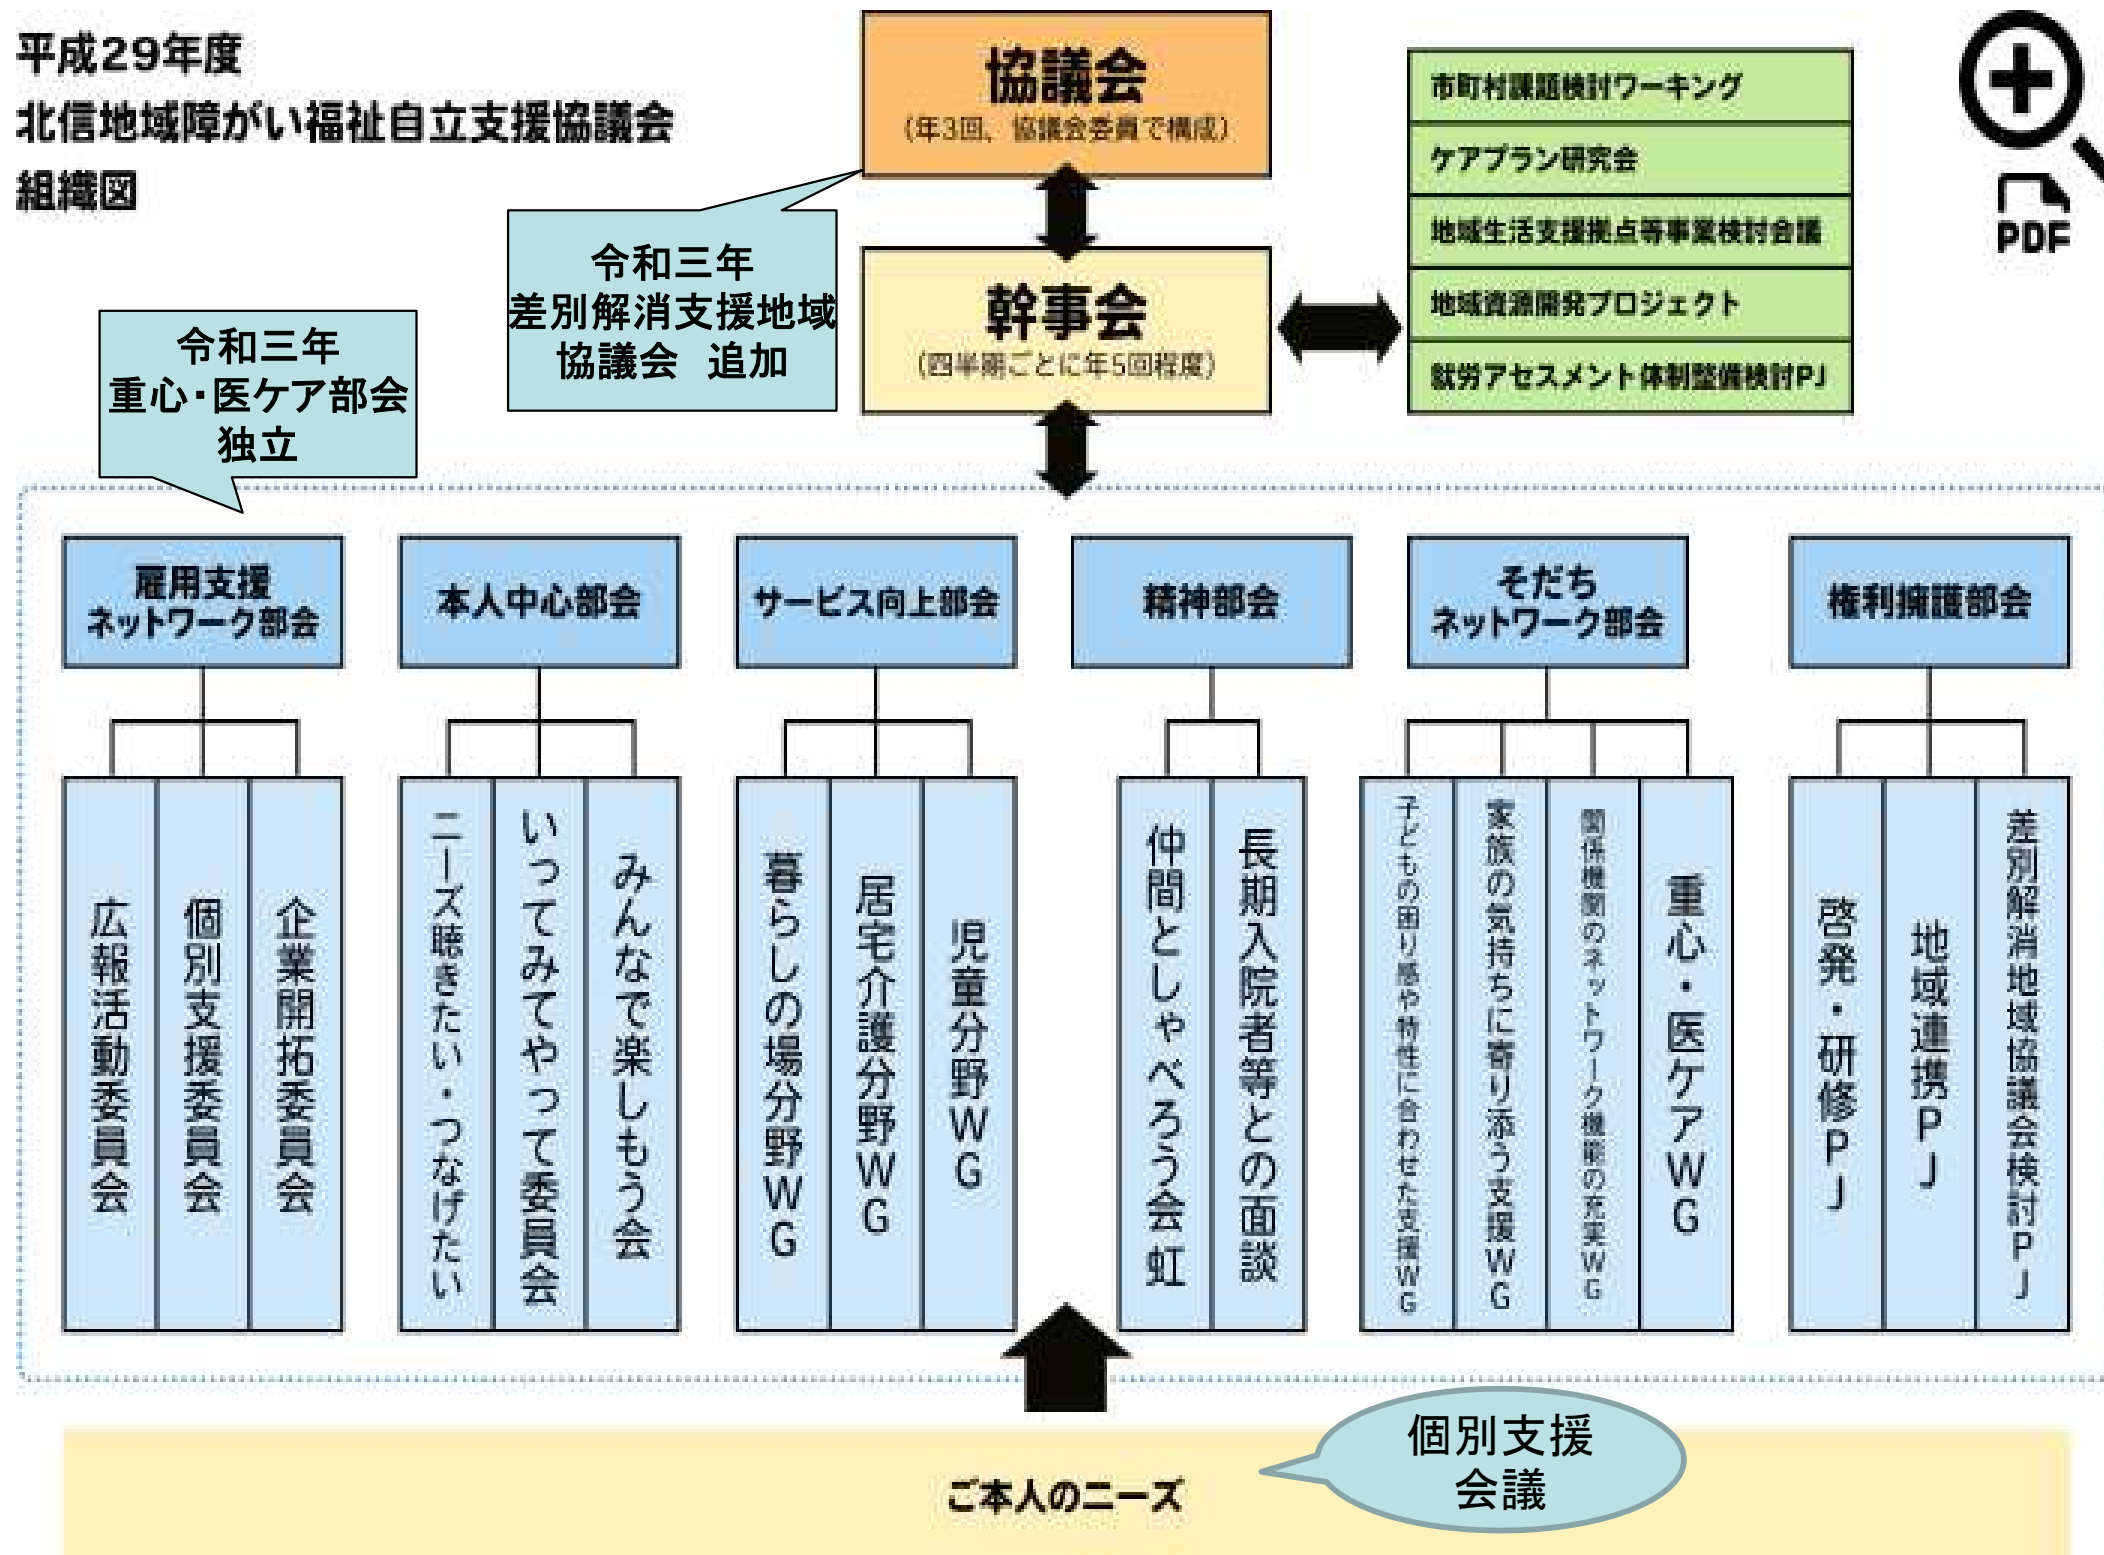 平成29年度
北信地域障がい福祉自立支援協議会
組織図
協議会
(年3回、協議会委員で構成)
市町村課題検討ワーキング
ケアプラン研究会
地域生活支援拠点等事業検討会議
地域資源開発プロジェクト
就労アセスメント体制整備検討PJ
PDF
令和三年
差別解消支援地域
協議会　追加
幹事会
(四半期ごとに年5回程度)
令和三年
重心・医ケア部会
独立
雇用支援
ネットワーク部会
本人中心部会
サービス向上部会
精神部会
そだち
ネットワーク部会
権利擁護部会
広報活動委員会
個別支援委員会
企業開拓委員会
ニーズ聴きたい・つなげたい
いってみてやって委員会
みんなで楽しもう会
暮らしの場分野WG
居宅介護分野WG
児童分野WG
仲間としゃべろう会 虹
長期入院者等との面談
子どもの困り感や特性に合わせた支援WG
家族の気持ちに寄り添う支援WG
関係機関のネットワーク機能の充実WG
重心・医ケアWG
啓発・研修PJ
地域連携PJ
差別解消地域協議会検討PJ
ご本人のニーズ
個別支援
会議